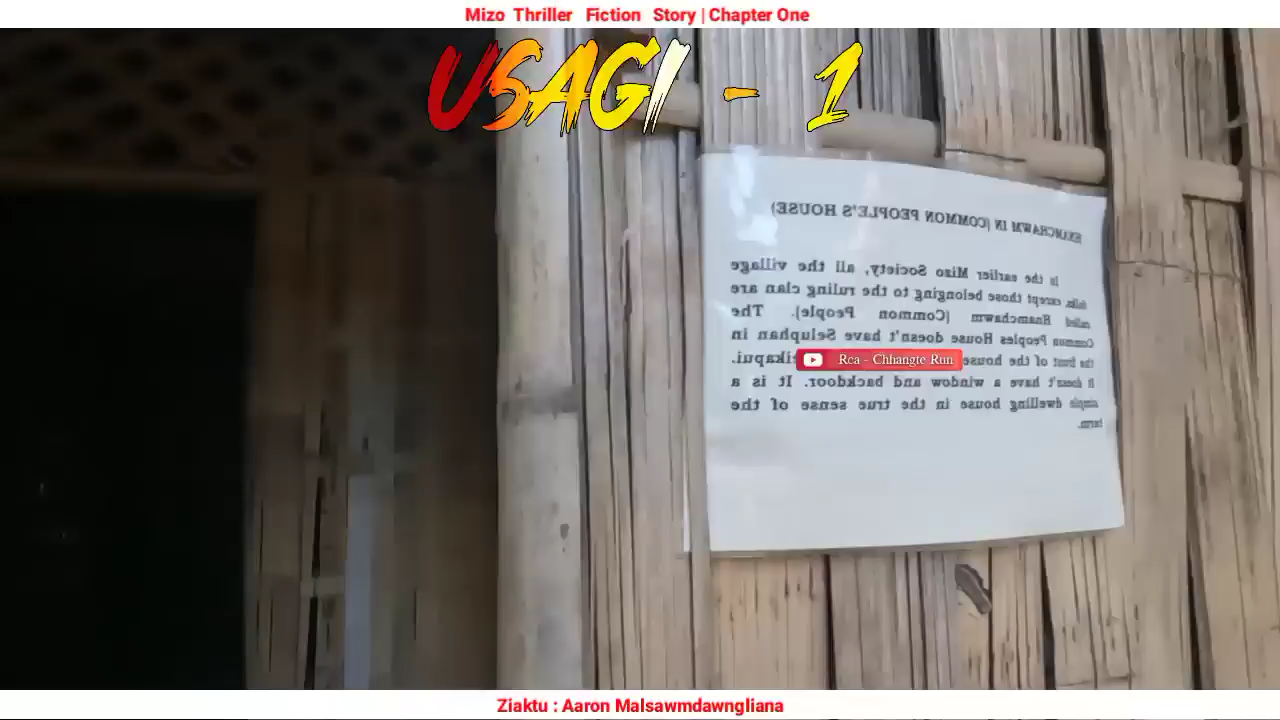 Mizo Thriller Fiction Story | Chapter One
USAGI - 1
HNAMCHAWM IN (COMMON PEOPLE'S HOUSE)
In the earlier Mizo Society, all the village
folks except those belonging to the ruling clan are
called Hnamchawm (Common People). The
Common Peoples House doesn't have Seluphan in
the front of the house
It doesn't have a window and backdoor. It is a
simple dwelling house in the true sense of the
term.
Rca - Chhangte Run
Ziaktu : Aaron Malsawmdawngliana